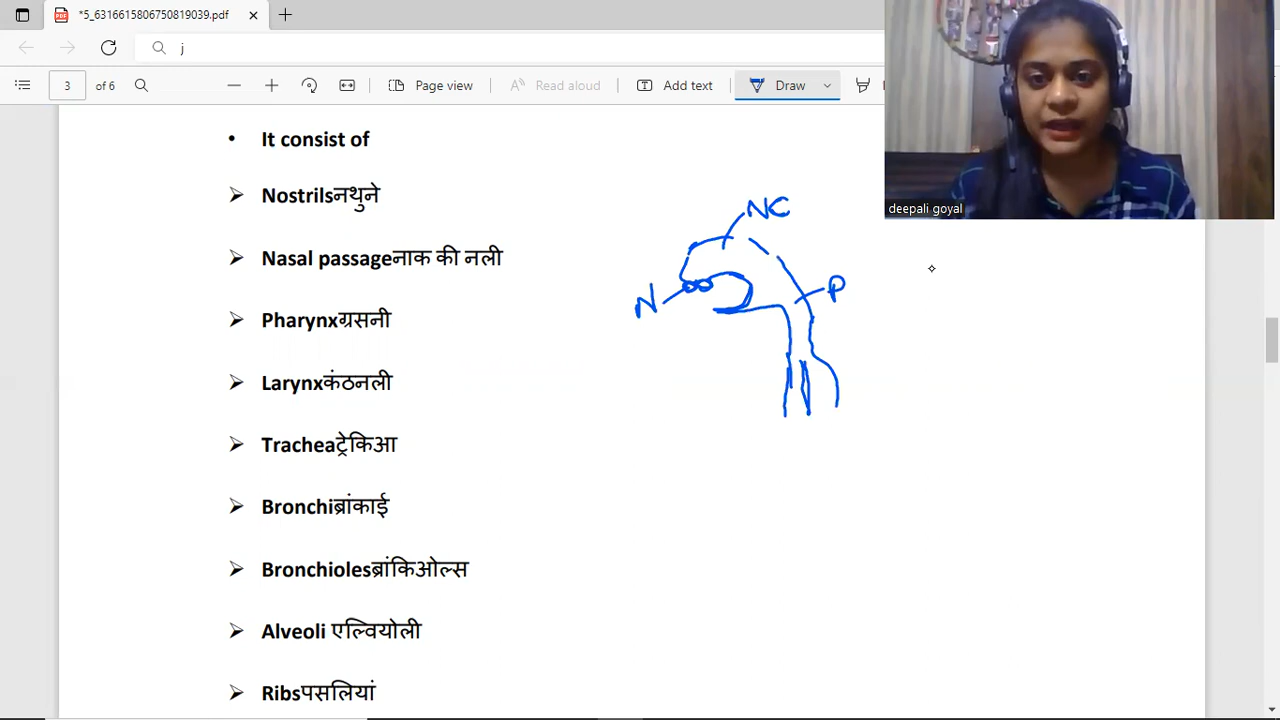 *5_6316615806750819039.pdf
j
3 of 6
Page view
Read aloud
Add text
Draw
deepali goyal
• It consist of
➢ Nostrilsनथुने
➢ Nasal passageनाक की नली
➢ Pharynxग्रसनी
➢ Larynxकंठनली
➢ Tracheaट्रेकिआ
➢ Bronchiब्रांकाई
➢ Bronchiolesब्रांकिओल्स
➢ Alveoli एल्वियोली
➢ Ribsपसलियां
NC
N
P